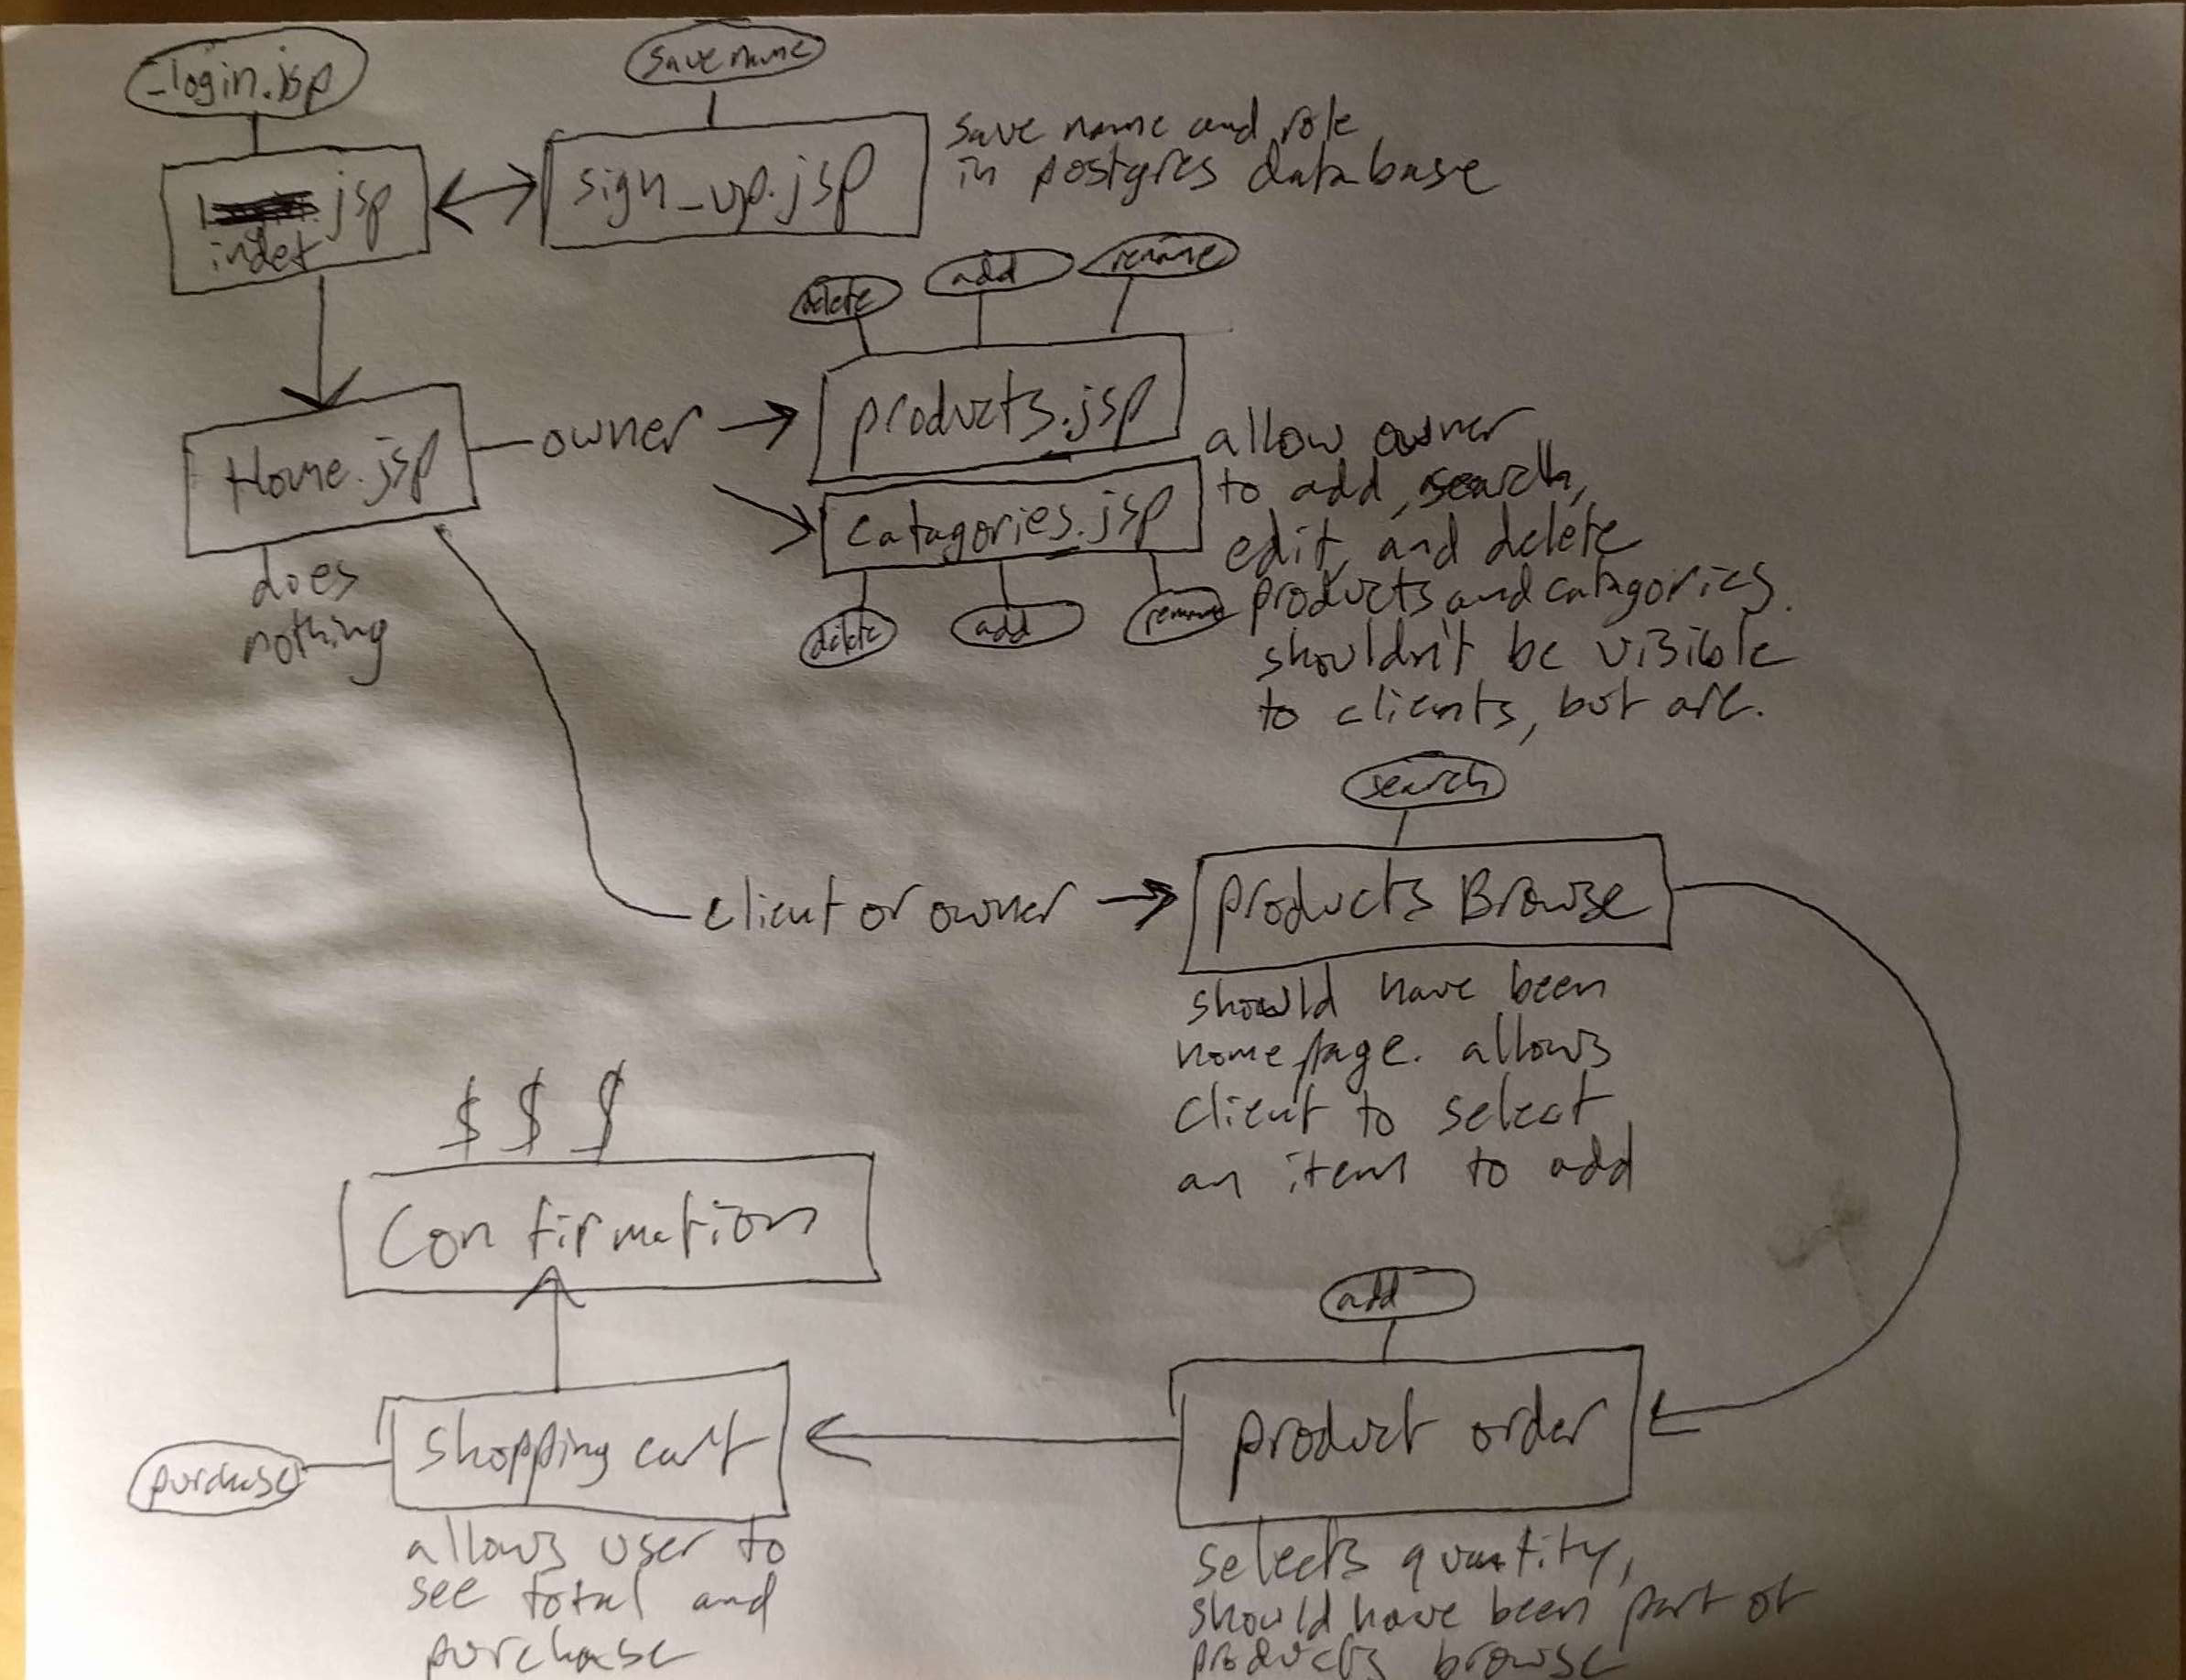 _login.jsp
save name
.jsp
index
sign_up.jsp
save name and role
in postgres database
delete
add
rename
products.jsp
Home.jsp
owner
does
nothing
catagories.jsp
delete
add
rename
allow owner
to add, search,
edit, and delete
products and catagories.
shouldn't be visible
to clients, but are.
search
client or owner
products Browse
should have been
home page. allows
client to select
an item to add
$ $ $
Confirmation
add
product order
selects quantity,
should have been part of
products browse
shopping cart
purchase
allows user to
see total and
purchase